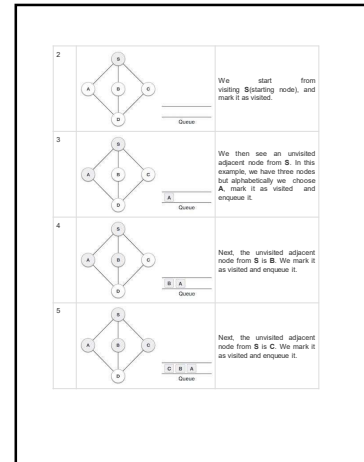 2
S
A B C
D
Queue
We start from
visiting S(starting node), and
mark it as visited.
3
S
A B C
D
A
Queue
We then see an unvisited
adjacent node from S. In this
example, we have three nodes
but alphabetically we choose
A, mark it as visited and
enqueue it.
4
S
A B C
D
B A
Queue
Next, the unvisited adjacent
node from S is B. We mark it
as visited and enqueue it.
5
S
A B C
D
C B A
Queue
Next, the unvisited adjacent
node from S is C. We mark it
as visited and enqueue it.